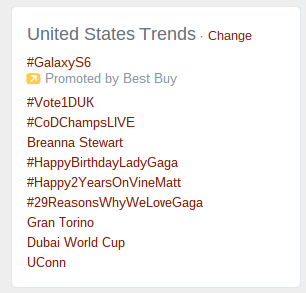 United States Trends · Change
#GalaxyS6
Promoted by Best Buy
#Vote1DUK
#CoDChampsLIVE
Breanna Stewart
#HappyBirthdayLadyGaga
#Happy2YearsOnVineMatt
#29ReasonsWhyWeLoveGaga
Gran Torino
Dubai World Cup
UConn